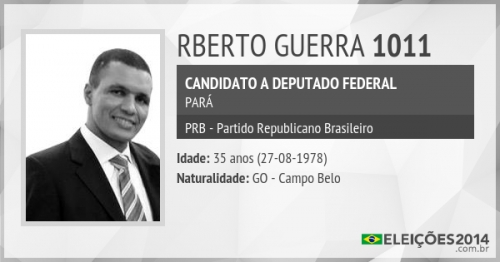 RBERTO GUERRA 1011
CANDIDATO A DEPUTADO FEDERAL
PARÁ
PRB - Partido Republicano Brasileiro
Idade: 35 anos (27-08-1978)
Naturalidade: GO - Campo Belo
ELEIÇÕES2014
.com.br